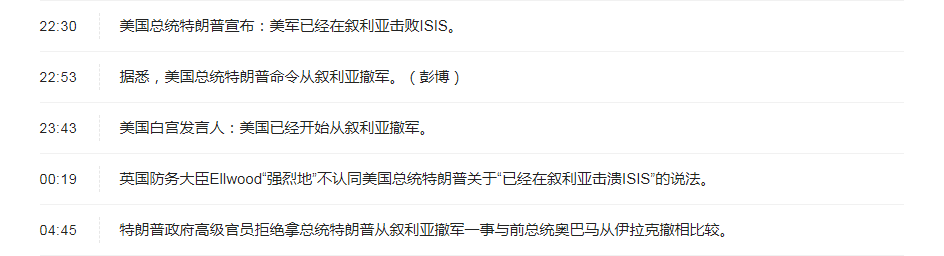 22:30 美国总统特朗普宣布：美军已经在叙利亚击败ISIS。
22:53 据悉，美国总统特朗普命令从叙利亚撤军。（彭博）
23:43 美国白宫发言人：美国已经开始从叙利亚撤军。
00:19 英国防务大臣Ellwood“强烈地”不认同美国总统特朗普关于“已经在叙利亚击溃ISIS”的说法。
04:45 特朗普政府高级官员拒绝拿总统特朗普从叙利亚撤军一事与前总统奥巴马从伊拉克撤相比较。